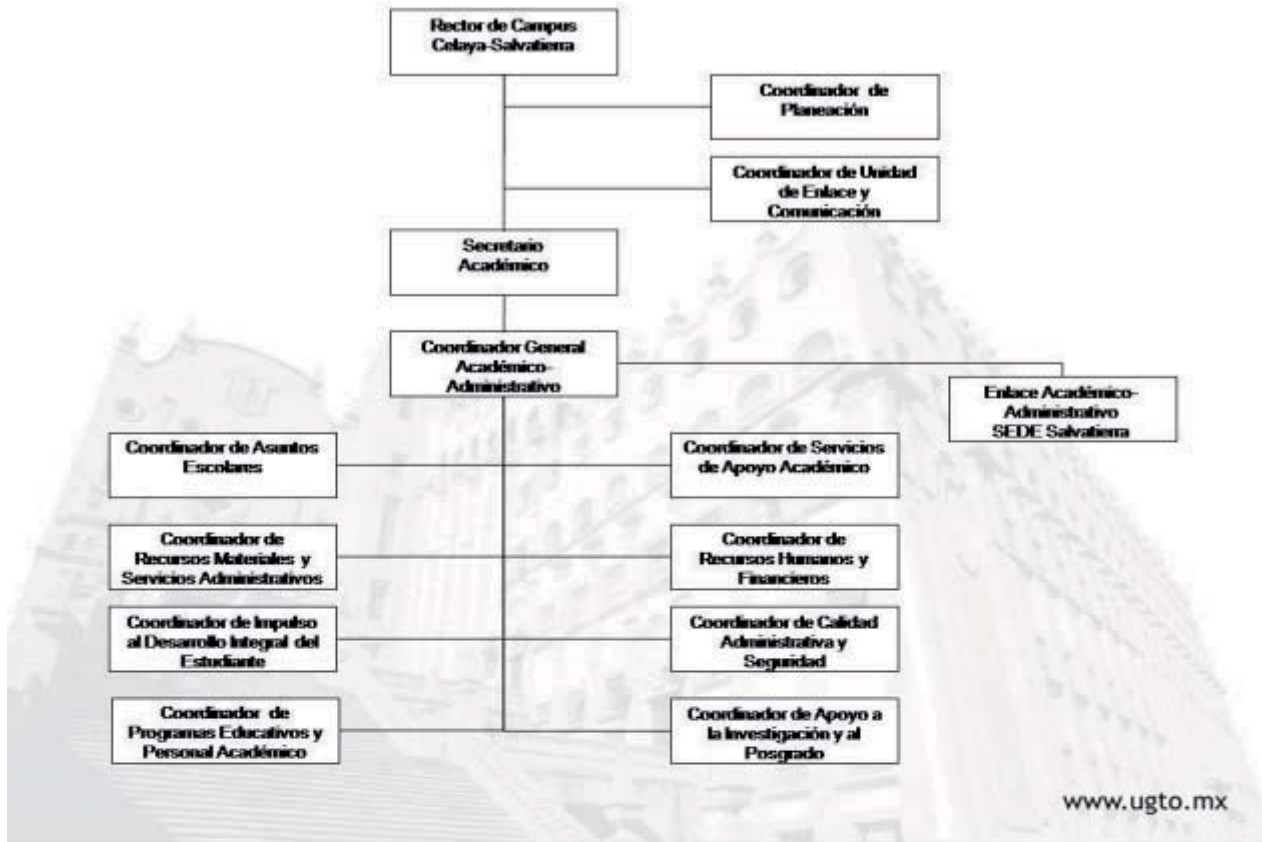 Rector de Campus
Celaya-Salvatierra
Coordinador de
Planeación
Coordinador de Unidad
de Enlace y
Comunicación
Secretario
Académico
Coordinador General
Académico-
Administrativo
Enlace Académico-
Administrativo
SEDE Salvatierra
Coordinador de Asuntos
Escolares
Coordinador de Servicios
de Apoyo Académico
Coordinador de
Recursos Materiales y
Servicios Administrativos
Coordinador de
Recursos Humanos y
Financieros
Coordinador de Impulso
al Desarrollo Integral del
Estudiante
Coordinador de Calidad
Administrativa y
Seguridad
Coordinador de
Programas Educativos y
Personal Académico
Coordinador de Apoyo a
la Investigación y al
Posgrado
www.ugto.mx